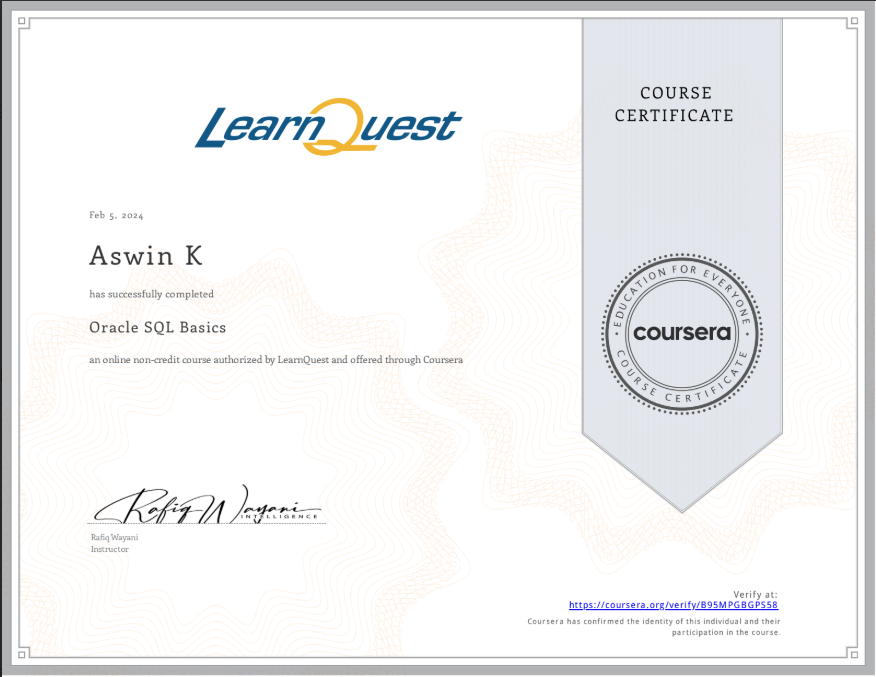 LearnQuest
COURSE
CERTIFICATE
Feb 5, 2024
Aswin K
has successfully completed
Oracle SQL Basics
an online non-credit course authorized by LearnQuest and offered through Coursera
EDUCATION FOR EVERYONE
coursera
COURSE CERTIFICATE
Rafiq Wayani
INTELLIGENCE
Rafiq Wayani
Instructor
Verify at:
https://coursera.org/verify/B95MPGBGPS58
Coursera has confirmed the identity of this individual and their
participation in the course.